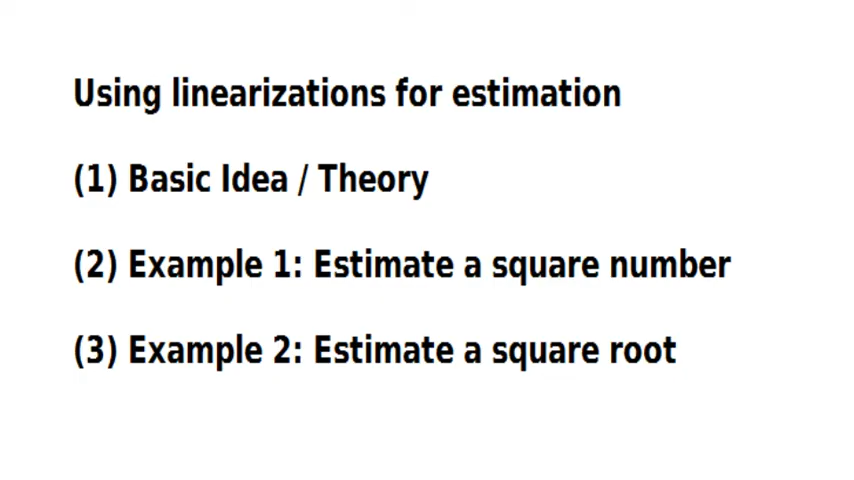 Using linearizations for estimation
(1) Basic Idea / Theory
(2) Example 1: Estimate a square number
(3) Example 2: Estimate a square root